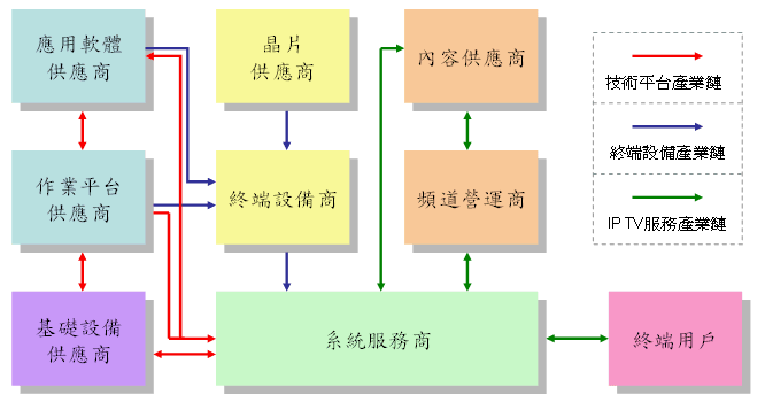 應用軟體
供應商
晶片
供應商
內容供應商
技術平台產業鏈
終端設備產業鏈
IPTV服務產業鏈
作業平台
供應商
終端設備商
頻道營運商
基礎設備
供應商
系統服務商
終端用戶